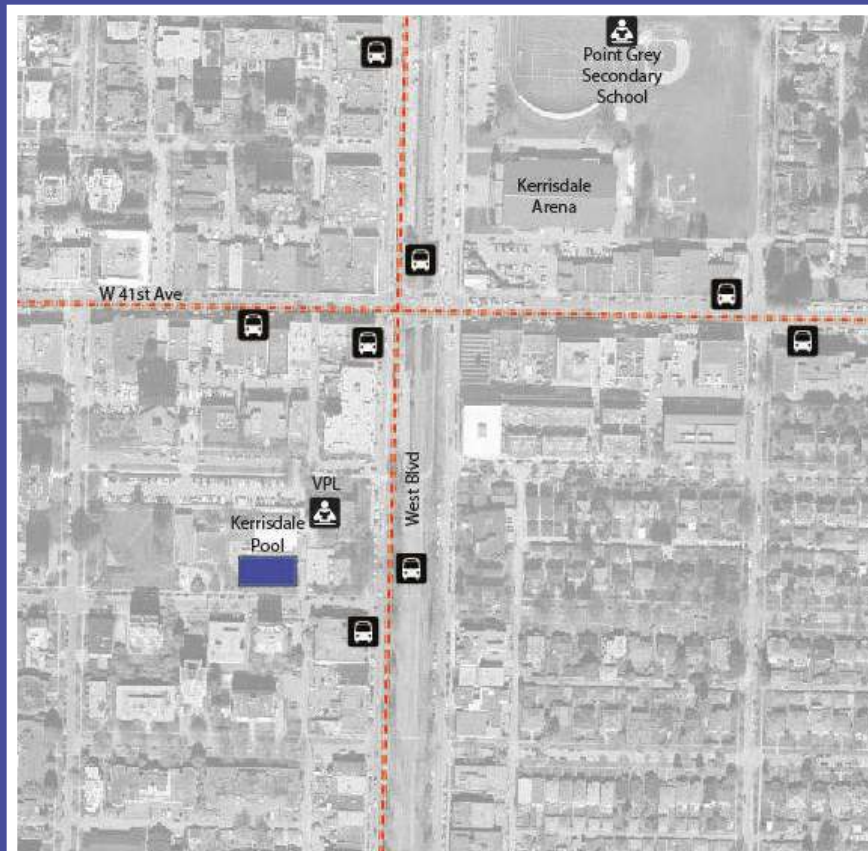 Point Grey
Secondary
School
Kerrisdale
Arena
W 41st Ave
West Blvd
VPL
Kerrisdale
Pool